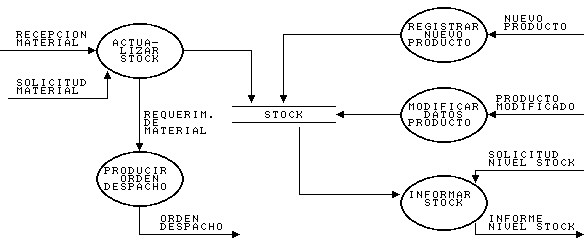 RECEPCION
MATERIAL
ACTUA-
LIZAR
STOCK
SOLICITUD
MATERIAL
REQUERIM.
DE
MATERIAL
PRODUCIR
ORDEN
DESPACHO
ORDEN
DESPACHO
STOCK
REGISTRAR
NUEVO
PRODUCTO
NUEVO
PRODUCTO
MODIFICAR
DATOS
PRODUCTO
PRODUCTO
MODIFICADO
SOLICITUD
NIVEL STOCK
INFORMAR
STOCK
INFORME
NIVEL STOCK